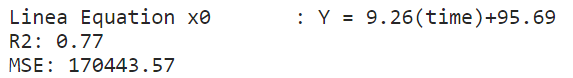 Linea Equation x0       : Y = 9.26(time)+95.69
R2: 0.77
MSE: 170443.57